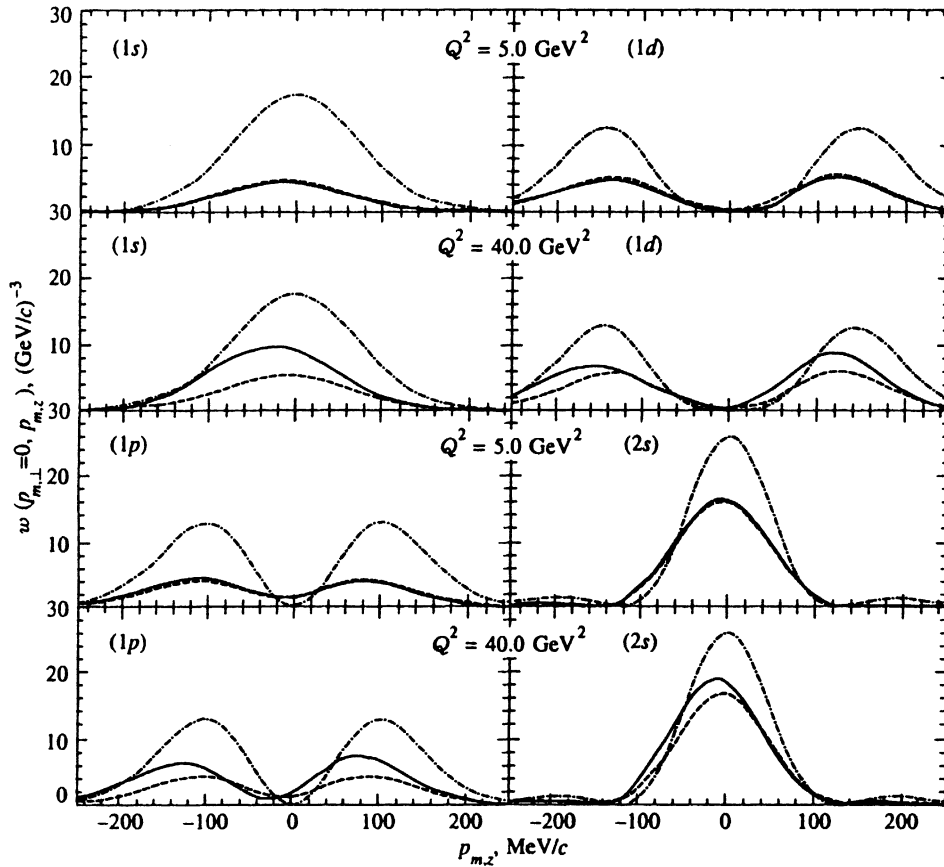 30
(1s)
Q² = 5.0 GeV²
(1d)
20
10
30
(1s)
Q² = 40.0 GeV²
(1d)
20
10
w (p_{m,⊥}=0, p_{m,z}), (GeV/c)⁻³
30
(1p)
Q² = 5.0 GeV²
(2s)
20
10
30
(1p)
Q² = 40.0 GeV²
(2s)
20
10
0
−200 −100 0 100 200 −200 −100 0 100 200
p_{m,z}, MeV/c